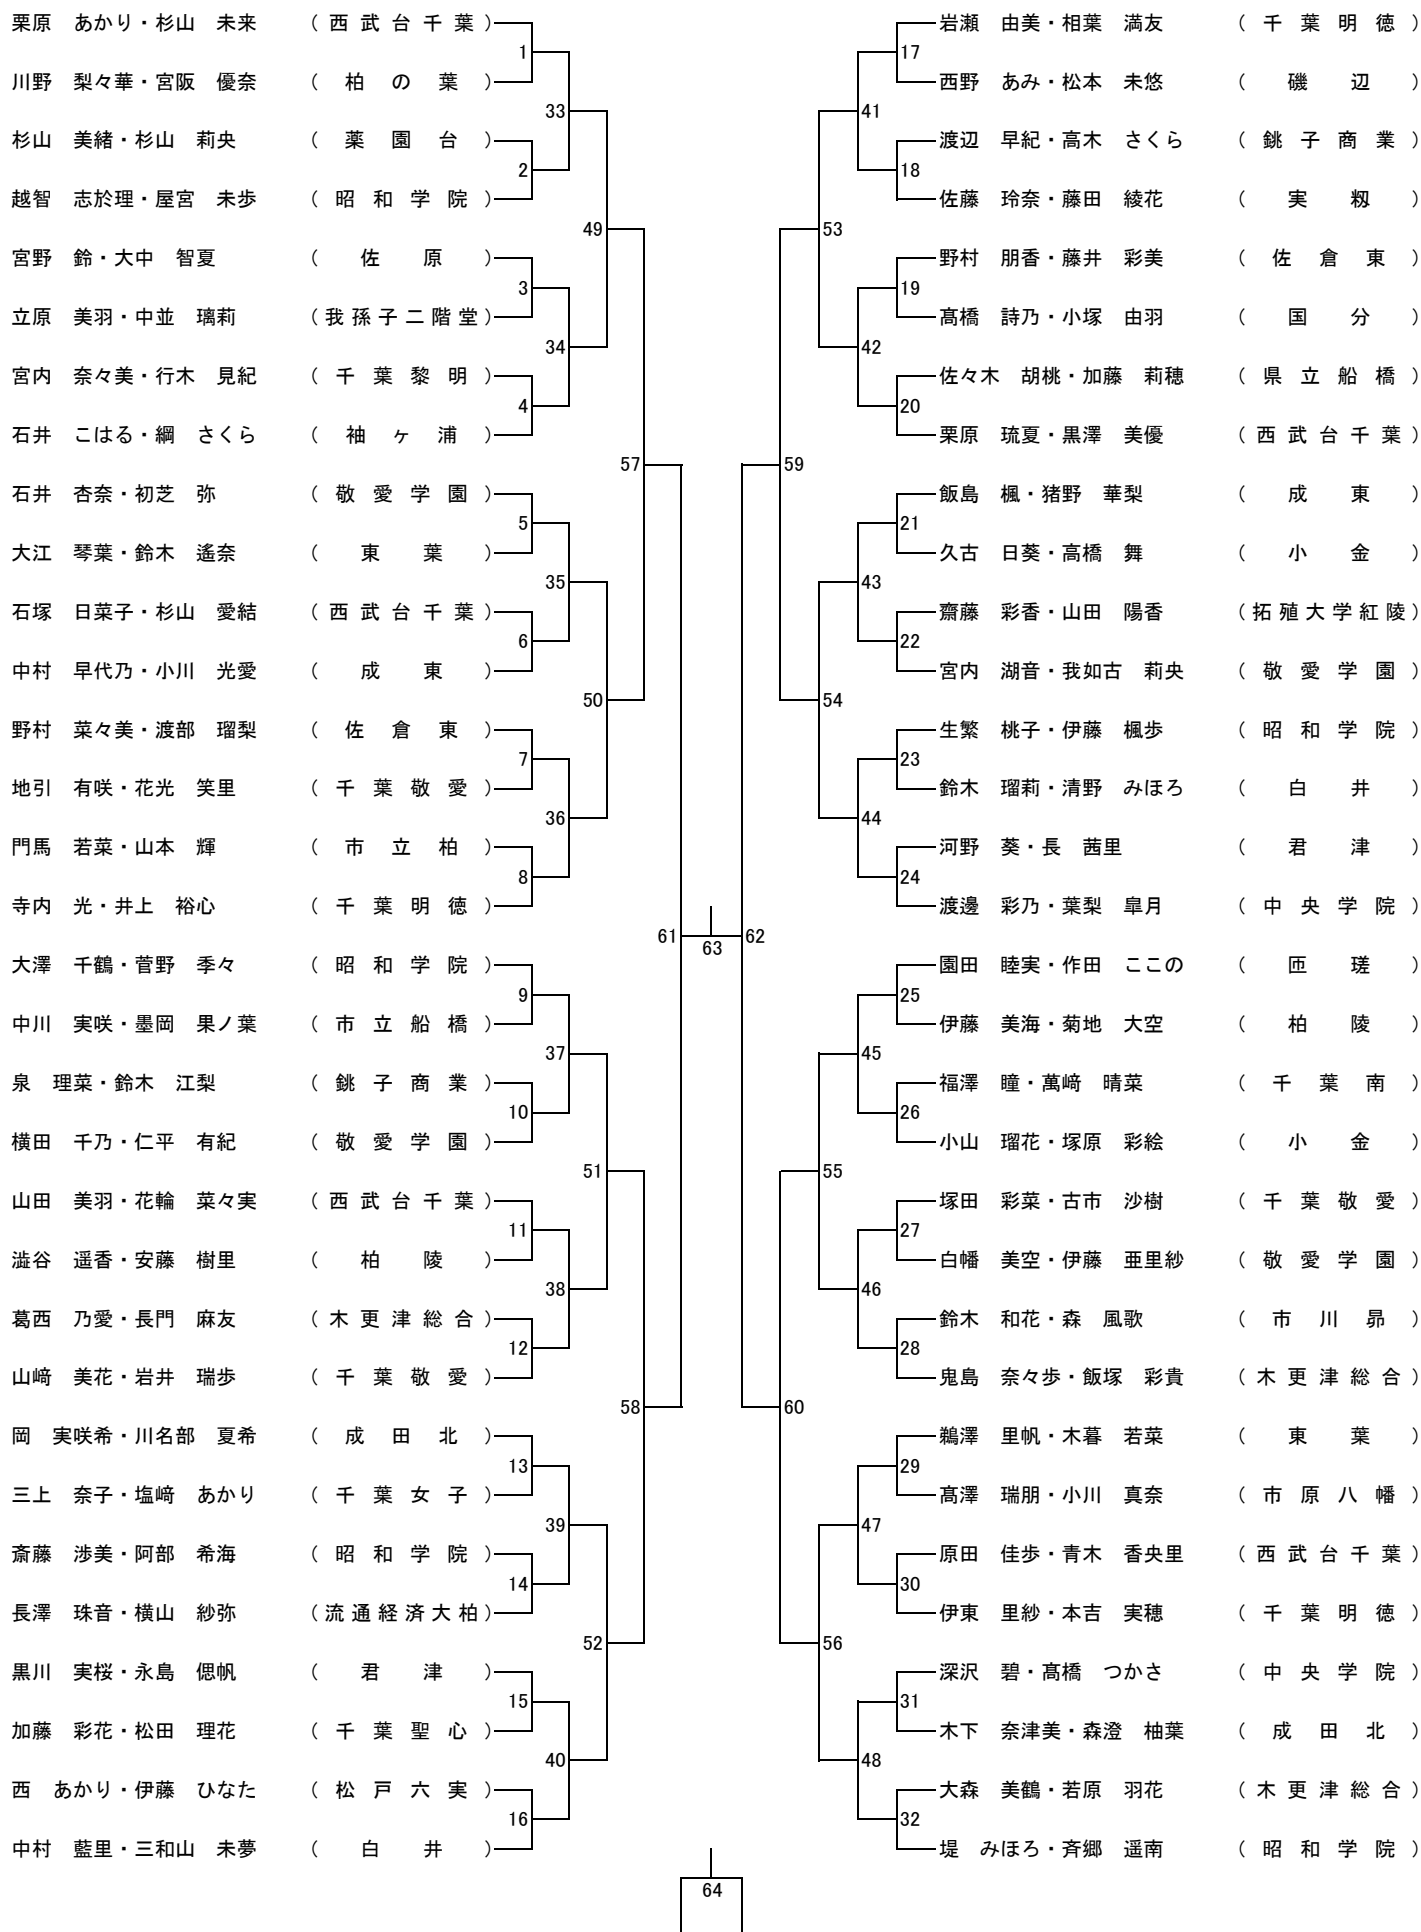 栗原　あかり・杉山　未来　（西武台千葉）
1
川野　梨々華・宮阪　優奈　（柏の葉）
33
杉山　美緒・杉山　莉央　（薬園台）
2
越智　志於理・屋宮　未歩　（昭和学院）
49
宮野　鈴・大中　智夏　（佐原）
3
立原　美羽・中並　璃莉　（我孫子二階堂）
34
宮内　奈々美・行木　見紀　（千葉黎明）
4
石井　こはる・綱　さくら　（袖ヶ浦）
57
石井　杏奈・初芝　弥　（敬愛学園）
5
大江　琴葉・鈴木　遙奈　（東葉）
35
石塚　日菜子・杉山　愛結　（西武台千葉）
6
中村　早代乃・小川　光愛　（成東）
50
野村　菜々美・渡部　瑠梨　（佐倉東）
7
地引　有咲・花光　笑里　（千葉敬愛）
36
門馬　若菜・山本　輝　（市立柏）
8
寺内　光・井上　裕心　（千葉明徳）
61
大澤　千鶴・菅野　季々　（昭和学院）
9
中川　実咲・墨岡　果ノ葉　（市立船橋）
37
泉　理菜・鈴木　江梨　（銚子商業）
10
横田　千乃・仁平　有紀　（敬愛学園）
51
山田　美羽・花輪　菜々実　（西武台千葉）
11
澁谷　遥香・安藤　樹里　（柏陵）
38
葛西　乃愛・長門　麻友　（木更津総合）
12
山﨑　美花・岩井　瑞歩　（千葉敬愛）
58
岡　実咲希・川名部　夏希　（成田北）
13
三上　奈子・塩﨑　あかり　（千葉女子）
39
斎藤　渉美・阿部　希海　（昭和学院）
14
長澤　珠音・横山　紗弥　（流通経済大柏）
52
黒川　実桜・永島　偲帆　（君津）
15
加藤　彩花・松田　理花　（千葉聖心）
40
西　あかり・伊藤　ひなた　（松戸六実）
16
中村　藍里・三和山　未夢　（白井）
63
64
岩瀬　由美・相葉　満友　（千葉明徳）
17
西野　あみ・松本　未悠　（磯辺）
41
渡辺　早紀・高木　さくら　（銚子商業）
18
佐藤　玲奈・藤田　綾花　（実籾）
53
野村　朋香・藤井　彩美　（佐倉東）
19
髙橋　詩乃・小塚　由羽　（国分）
42
佐々木　胡桃・加藤　莉穂　（県立船橋）
20
栗原　琉夏・黒澤　美優　（西武台千葉）
59
飯島　楓・猪野　華梨　（成東）
21
久古　日葵・高橋　舞　（小金）
43
齋藤　彩香・山田　陽香　（拓殖大学紅陵）
22
宮内　湖音・我如古　莉央　（敬愛学園）
54
生繁　桃子・伊藤　楓歩　（昭和学院）
23
鈴木　瑠莉・清野　みほろ　（白井）
44
河野　葵・長　茜里　（君津）
24
渡邊　彩乃・葉梨　皐月　（中央学院）
62
園田　睦実・作田　ここの　（匝瑳）
25
伊藤　美海・菊地　大空　（柏陵）
45
福澤　瞳・萬﨑　晴菜　（千葉南）
26
小山　瑠花・塚原　彩絵　（小金）
55
塚田　彩菜・古市　沙樹　（千葉敬愛）
27
白幡　美空・伊藤　亜里紗　（敬愛学園）
46
鈴木　和花・森　風歌　（市川昴）
28
鬼島　奈々歩・飯塚　彩貴　（木更津総合）
60
鵜澤　里帆・木暮　若菜　（東葉）
29
髙澤　瑞朋・小川　真奈　（市原八幡）
47
原田　佳歩・青木　香央里　（西武台千葉）
30
伊東　里紗・本吉　実穂　（千葉明徳）
56
深沢　碧・髙橋　つかさ　（中央学院）
31
木下　奈津美・森澄　柚葉　（成田北）
48
大森　美鶴・若原　羽花　（木更津総合）
32
堤　みほろ・斉郷　遥南　（昭和学院）